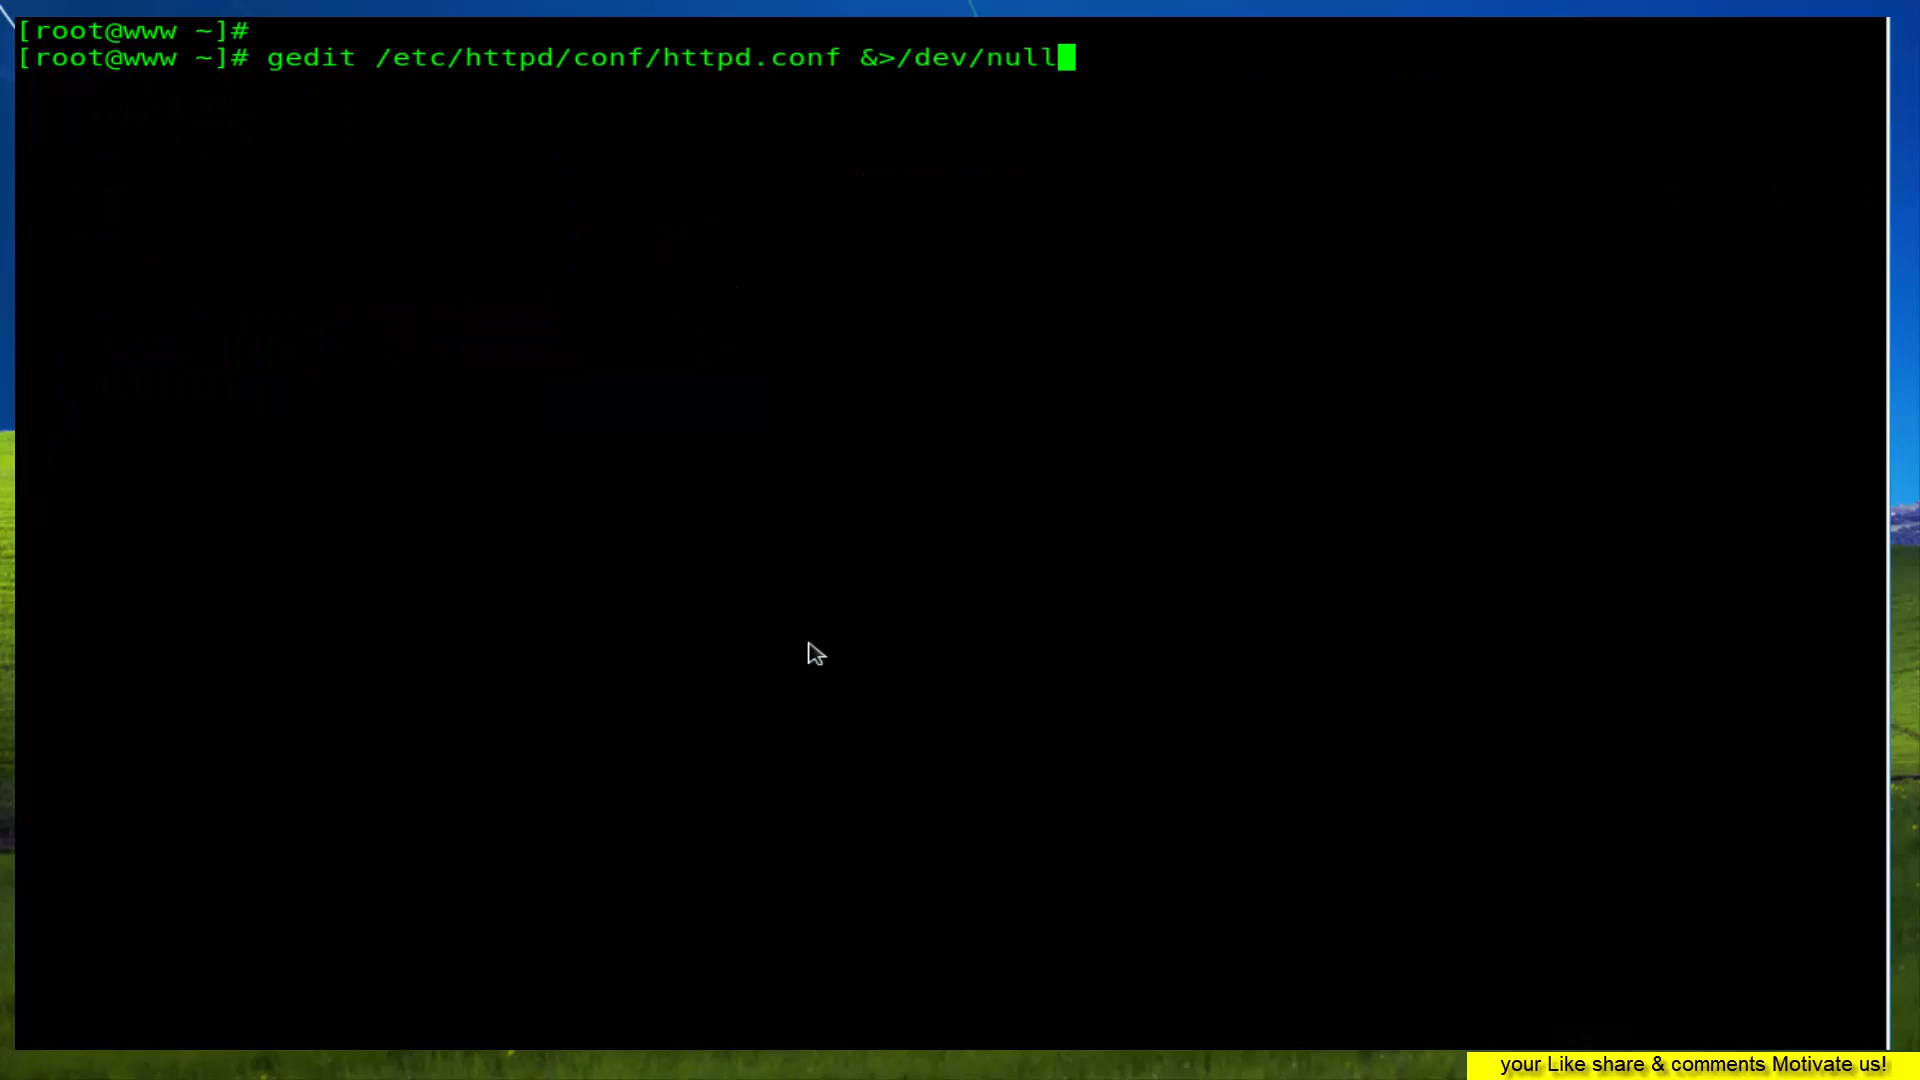 [root@www ~]#
[root@www ~]# gedit /etc/httpd/conf/httpd.conf &>/dev/null
your Like share & comments Motivate us!